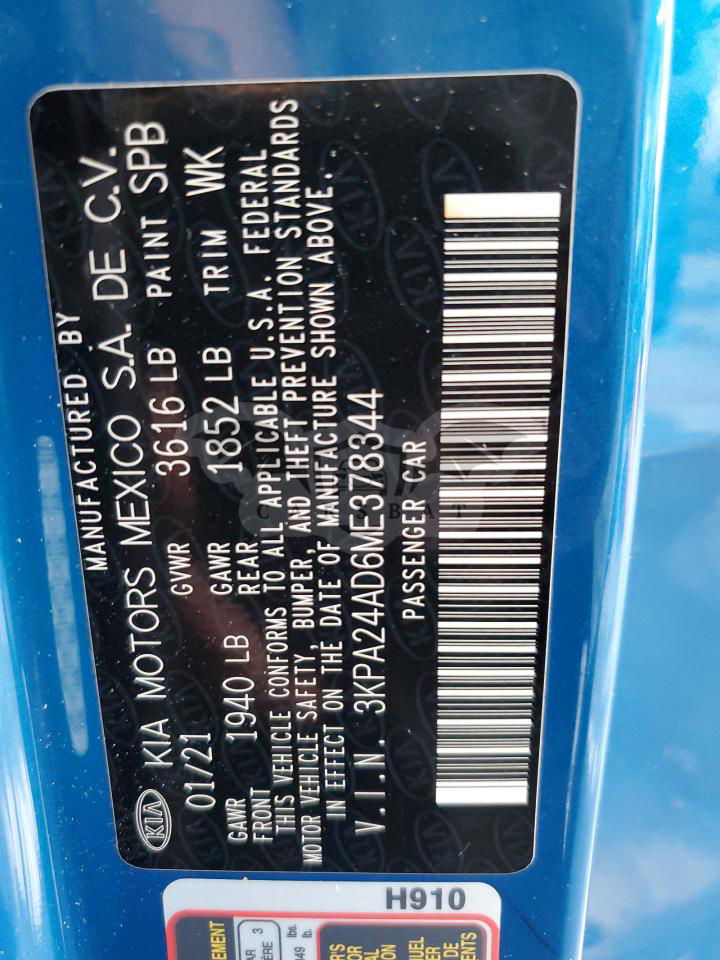 MANUFACTURED BY
KIA KIA MOTORS MEXICO S.A. DE C.V.
01/21 GVWR 3616 LB PAINT SPB
GAWR FRONT 1940 LB GAWR REAR 1852 LB TRIM WK
THIS VEHICLE CONFORMS TO ALL APPLICABLE U.S.A. FEDERAL
MOTOR VEHICLE SAFETY, BUMPER, AND THEFT PREVENTION STANDARDS
IN EFFECT ON THE DATE OF MANUFACTURE SHOWN ABOVE.
V.I.N. 3KPA24AD6ME378344
PASSENGER CAR
H910